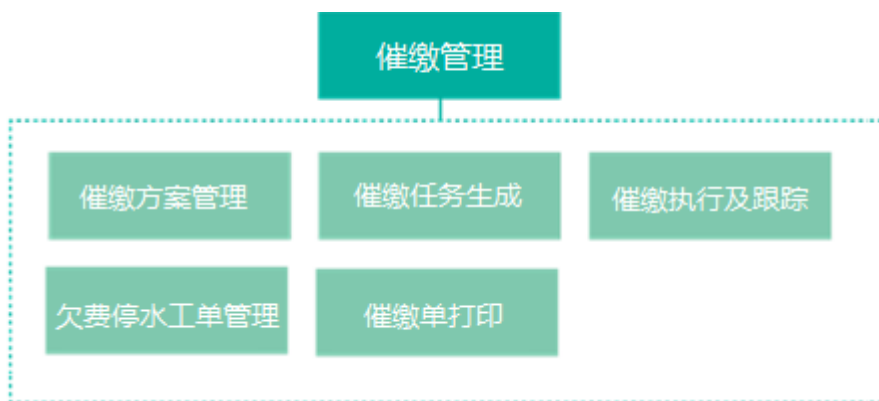 催缴管理
催缴方案管理
催缴任务生成
催缴执行及跟踪
欠费停水工单管理
催缴单打印